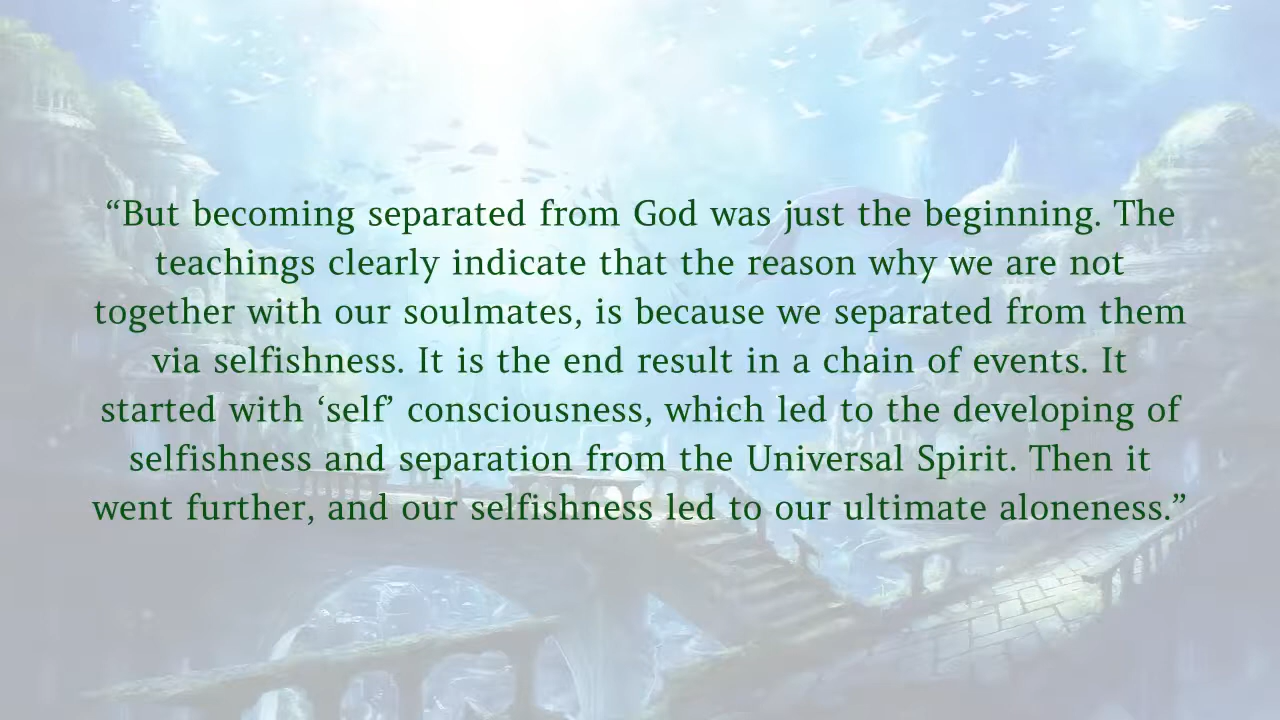 “But becoming separated from God was just the beginning. The
teachings clearly indicate that the reason why we are not
together with our soulmates, is because we separated from them
via selfishness. It is the end result in a chain of events. It
started with ‘self’ consciousness, which led to the developing of
selfishness and separation from the Universal Spirit. Then it
went further, and our selfishness led to our ultimate aloneness.”